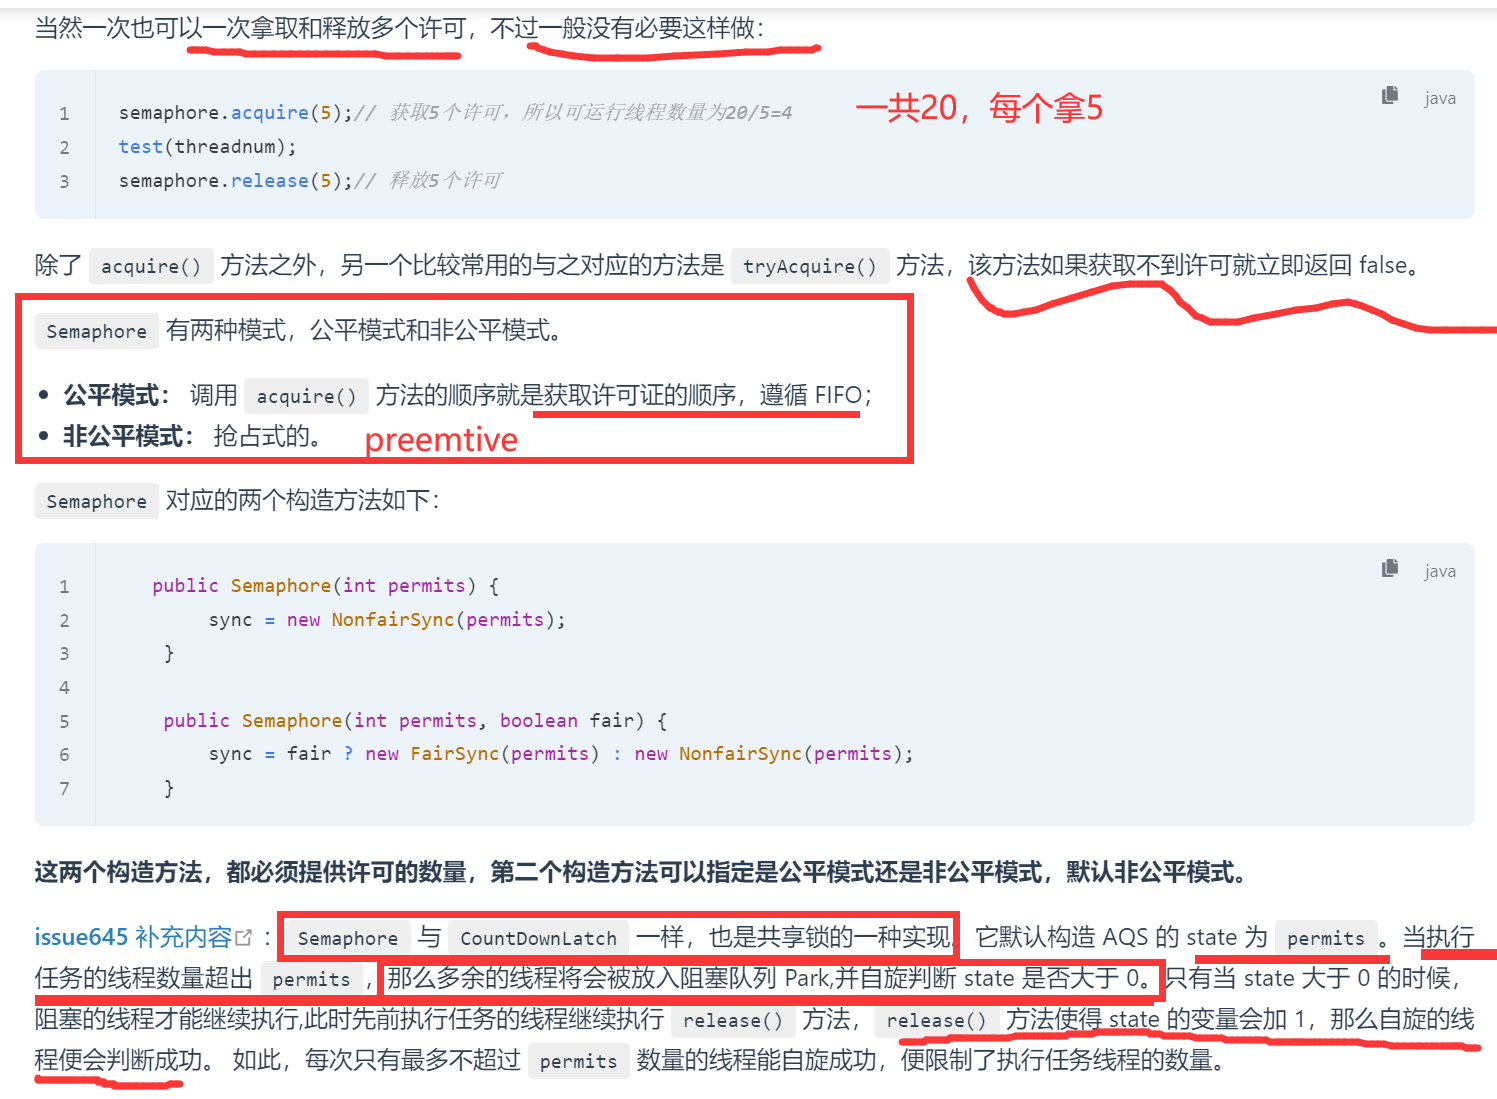 当然一次也可以一次拿取和释放多个许可，不过一般没有必要这样做：
java
1 semaphore.acquire(5);// 获取5个许可，所以可运行线程数量为20/5=4 一共20，每个拿5
2 test(threadnum);
3 semaphore.release(5);// 释放5个许可
除了 acquire() 方法之外，另一个比较常用的与之对应的方法是 tryAcquire() 方法，该方法如果获取不到许可就立即返回 false。
Semaphore 有两种模式，公平模式和非公平模式。
• 公平模式： 调用 acquire() 方法的顺序就是获取许可证的顺序，遵循 FIFO；
• 非公平模式： 抢占式的。 preemtive
Semaphore 对应的两个构造方法如下：
java
1 public Semaphore(int permits) {
2 sync = new NonfairSync(permits);
3 }
4
5 public Semaphore(int permits, boolean fair) {
6 sync = fair ? new FairSync(permits) : new NonfairSync(permits);
7 }
这两个构造方法，都必须提供许可的数量，第二个构造方法可以指定是公平模式还是非公平模式，默认非公平模式。
issue645 补充内容 ： Semaphore 与 CountDownLatch 一样，也是共享锁的一种实现。它默认构造 AQS 的 state 为 permits 。当执行
任务的线程数量超出 permits ，那么多余的线程将会被放入阻塞队列 Park,并自旋判断 state 是否大于 0。只有当 state 大于 0 的时候，
阻塞的线程才能继续执行,此时先前执行任务的线程继续执行 release() 方法， release() 方法使得 state 的变量会加 1，那么自旋的线
程便会判断成功。 如此，每次只有最多不超过 permits 数量的线程能自旋成功，便限制了执行任务线程的数量。